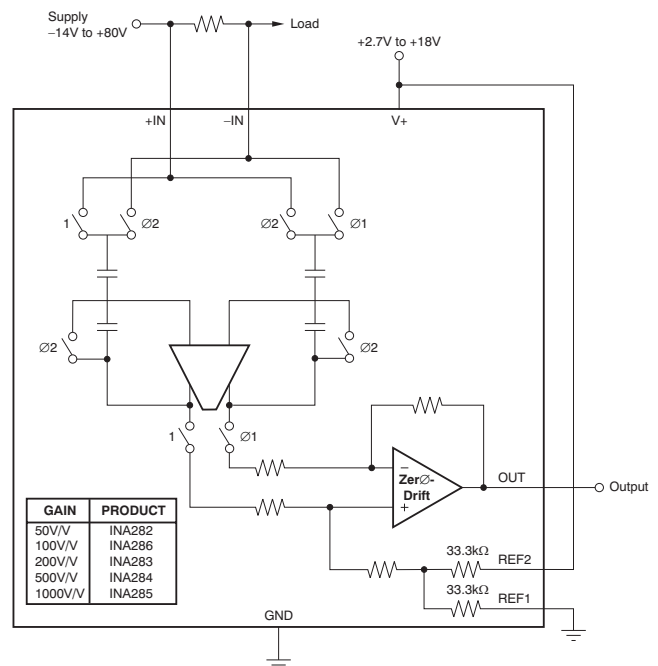 Supply
−14V to +80V
Load
+2.7V to +18V
+IN
−IN
V+
1
Ø2
Ø2
Ø1
Ø2
Ø2
1
Ø1
−
ZerØ-
Drift
+
OUT
Output
33.3kΩ
REF2
33.3kΩ
REF1
GAIN PRODUCT
50V/V INA282
100V/V INA286
200V/V INA283
500V/V INA284
1000V/V INA285
GND